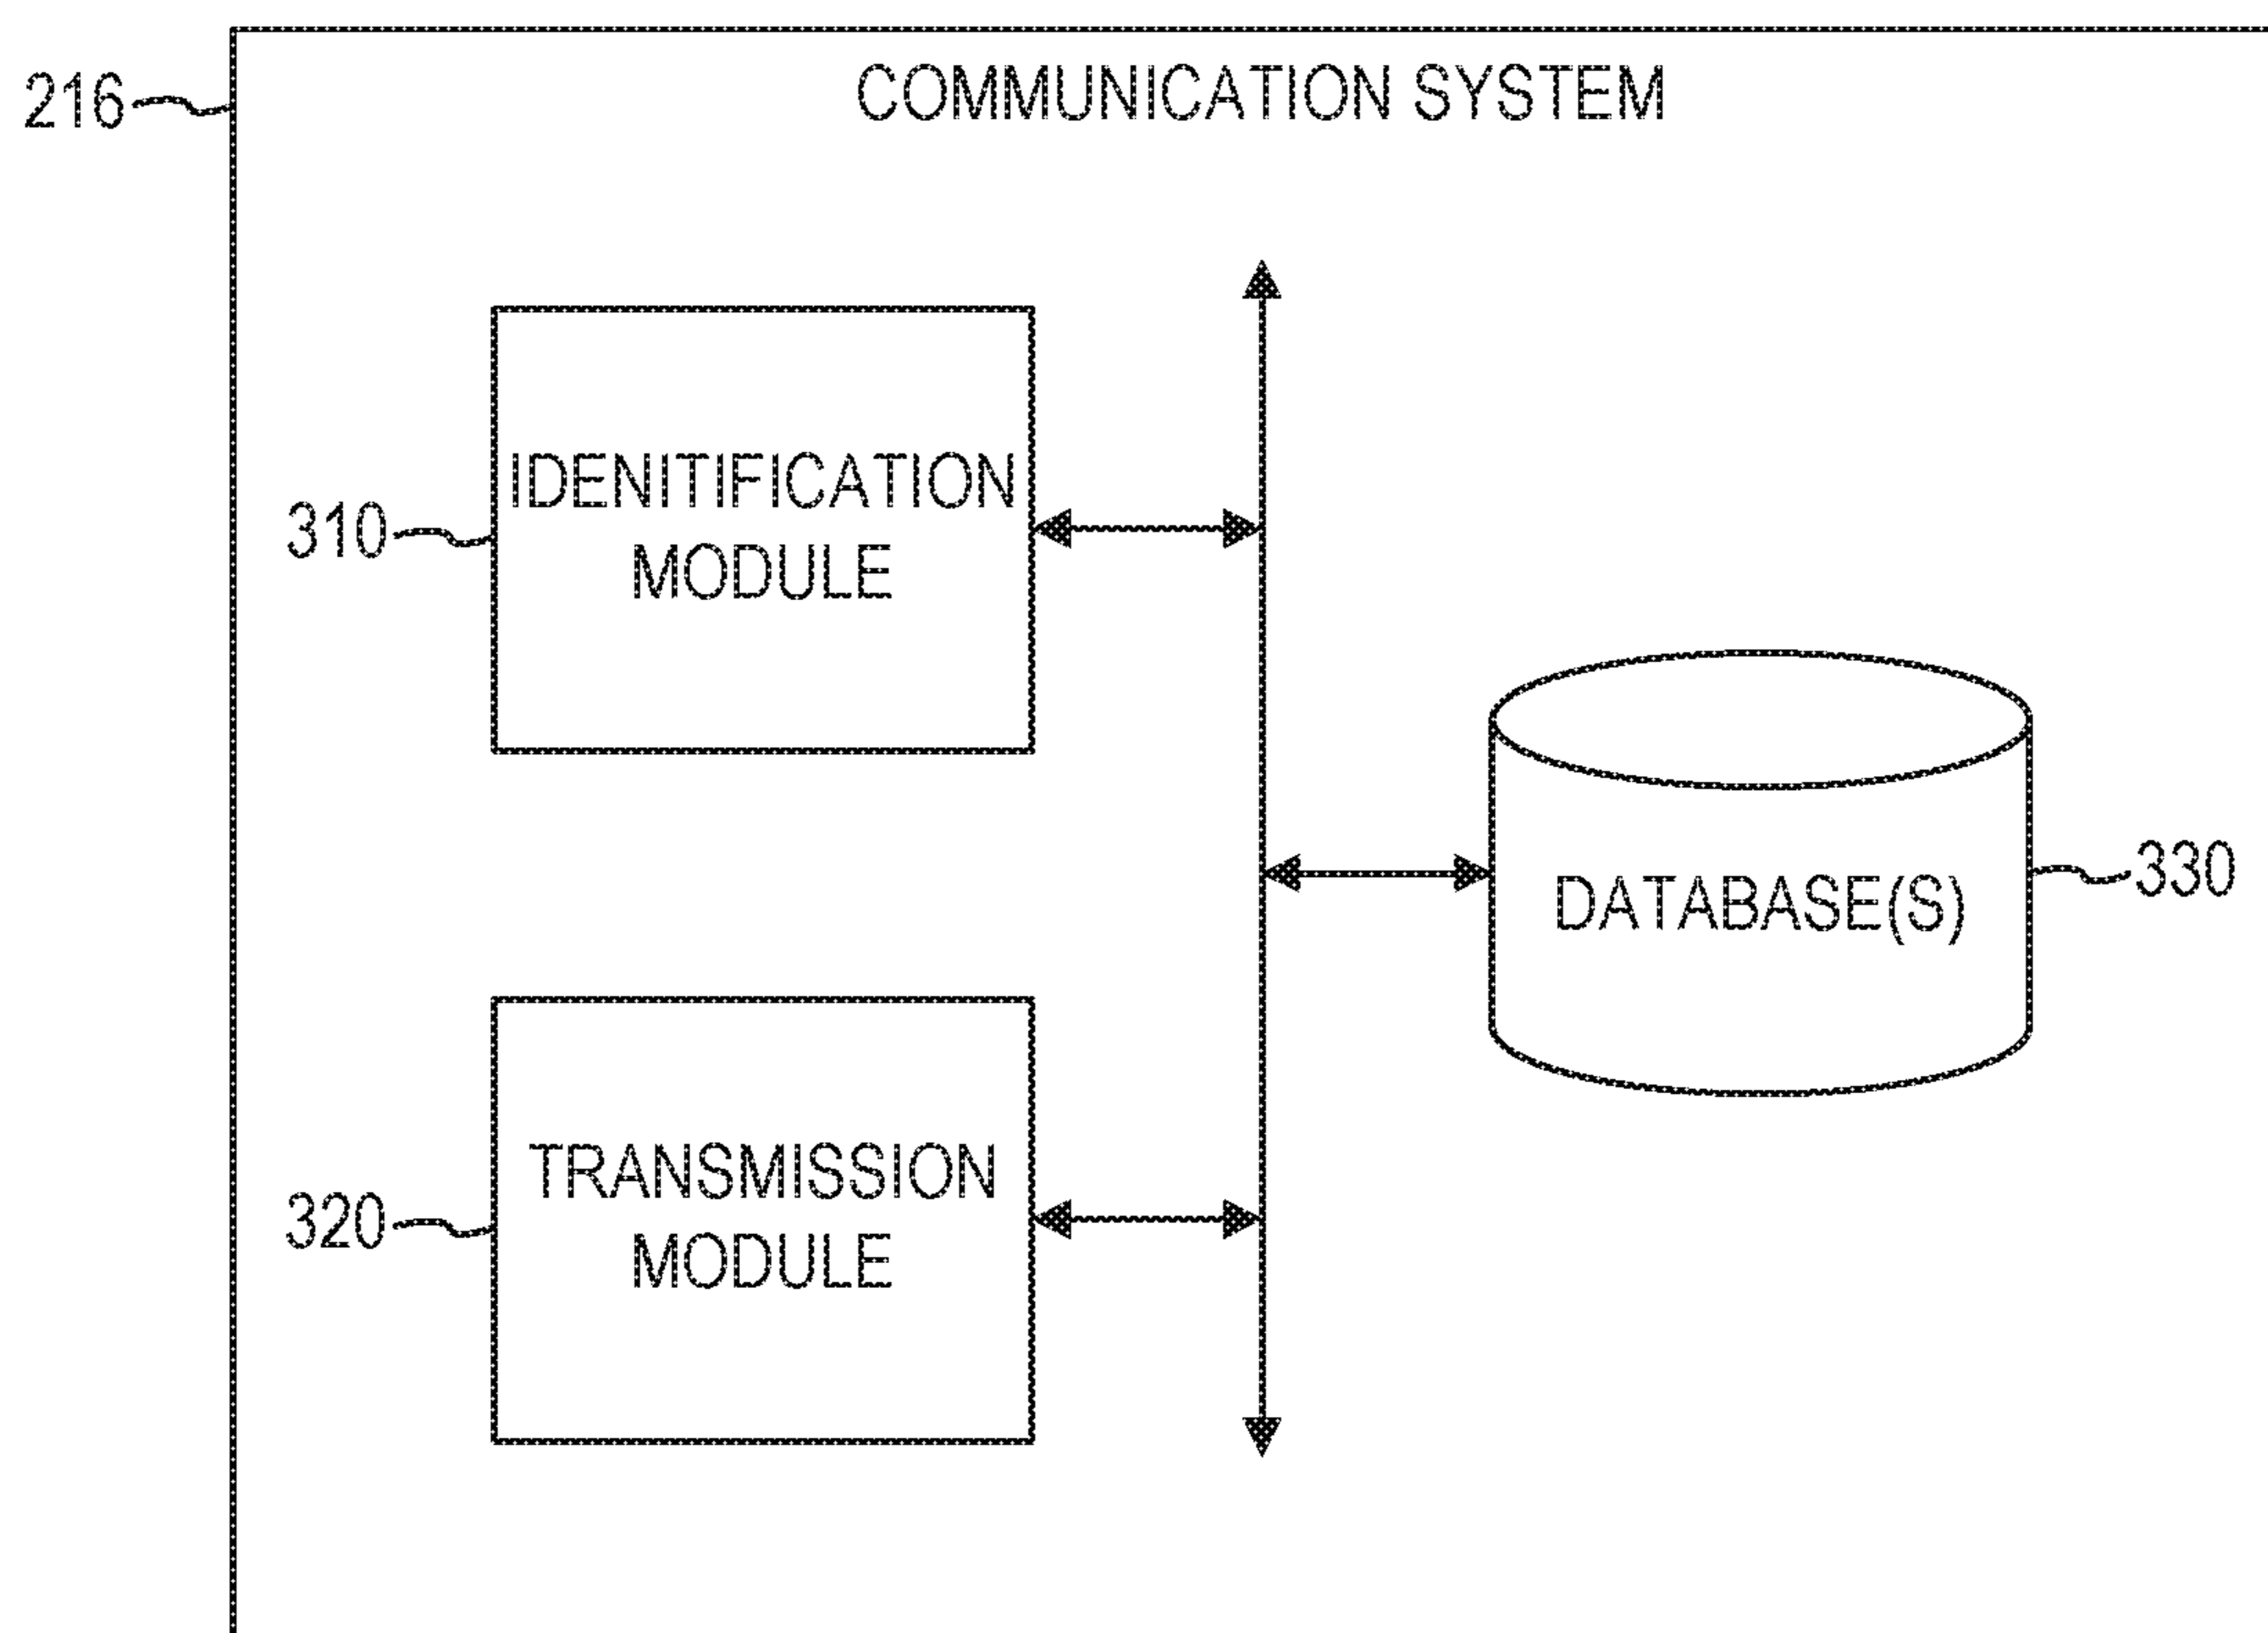 216
COMMUNICATION SYSTEM
310
IDENITIFICATION
MODULE
DATABASE(S)
330
320
TRANSMISSION
MODULE